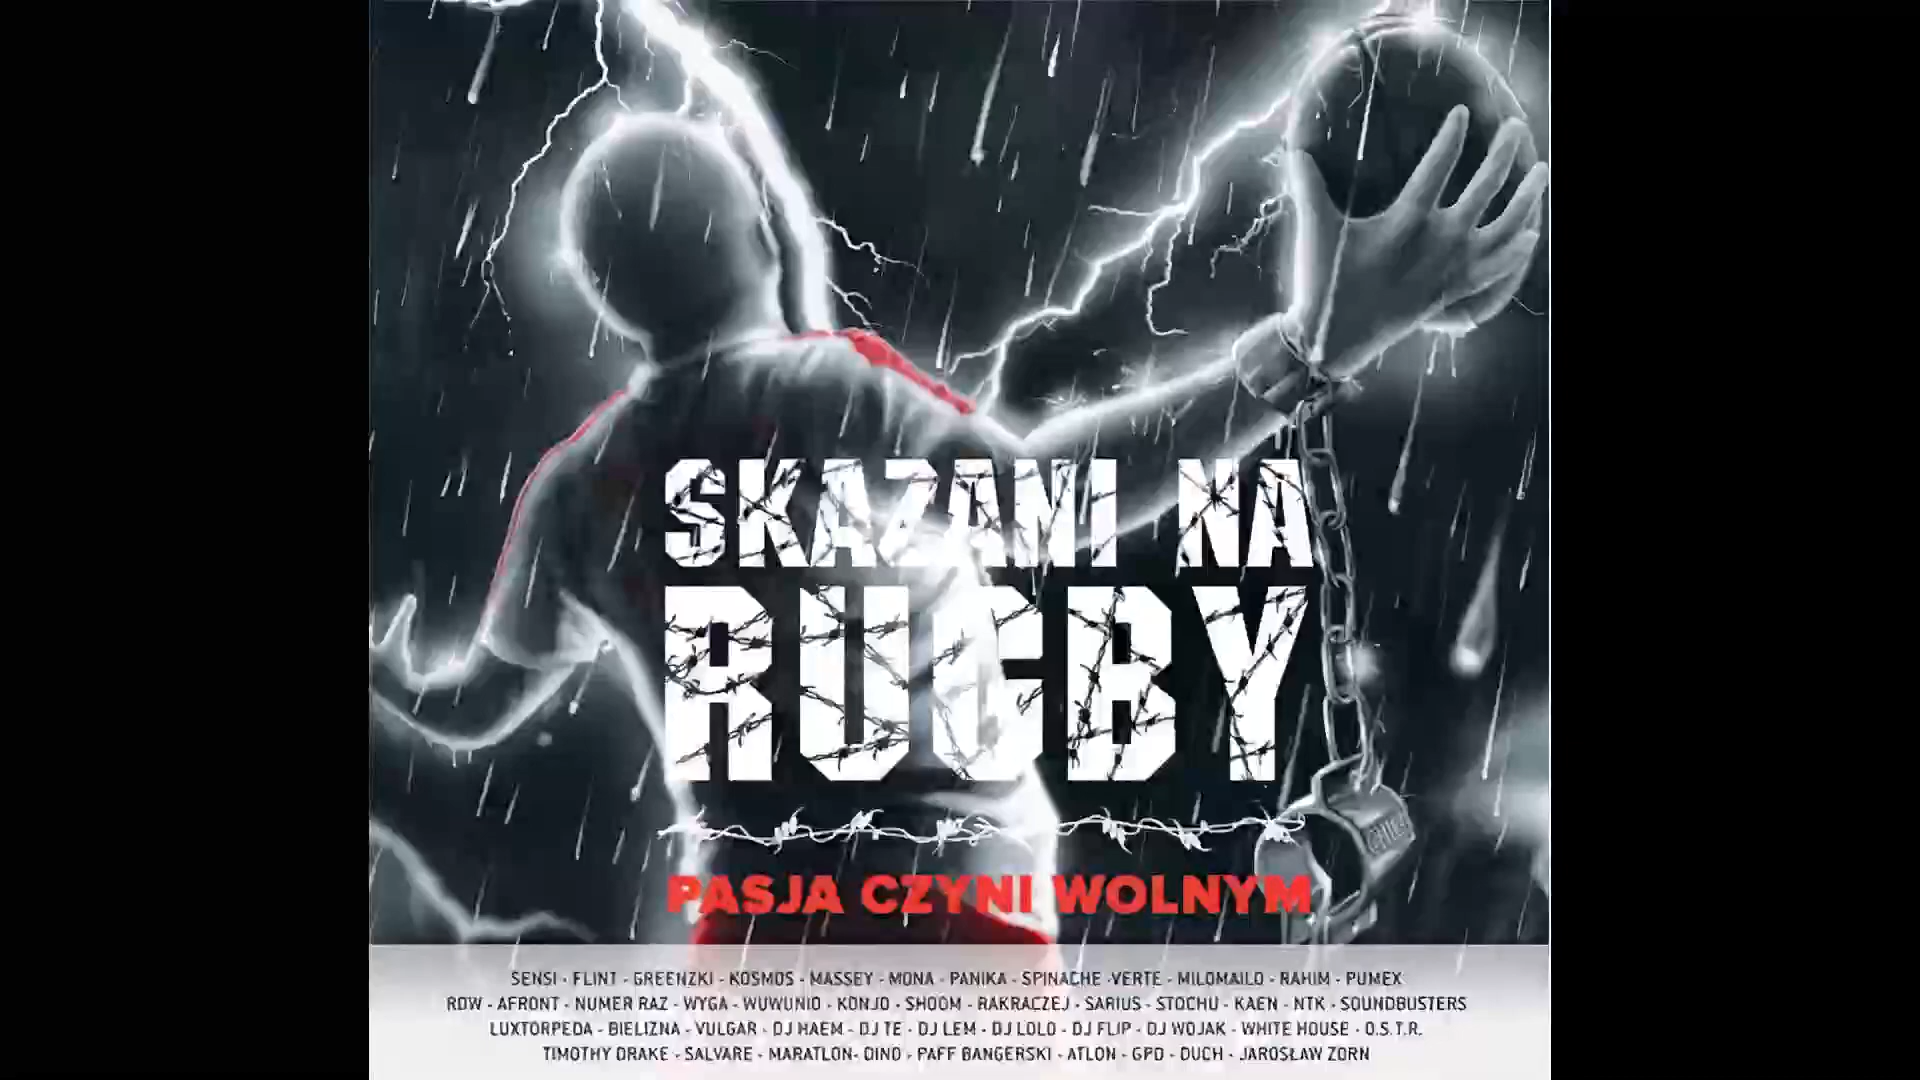 SKAZANI NA
RUGBY
PASJA CZYNI WOLNYM
SENSI - FLINT - GREENZKI - KOSMOS - MASSEY - MONA - PANIKA - SPINACHE -VERTE - MILOMAILO - RAHIM - PUMEX
ROW - AFRONT - NUMER RAZ - WYGA - WUWUNIO - KONJO - SHOOM - RAKRACZEJ - SARIUS - STOCHU - KAEN - NTK - SOUNDBUSTERS
LUXTORPEDA - BIELIZNA - VULGAR - DJ HAEM - DJ TE - DJ LEM - DJ LOLO - DJ FLIP - DJ WOJAK - WHITE HOUSE - O.S.T.R.
TIMOTHY DRAKE - SALVARE - MARATLON- DINO - PAFF BANGERSKI - ATLON - GPD - DUCH - JAROSŁAW ZORN